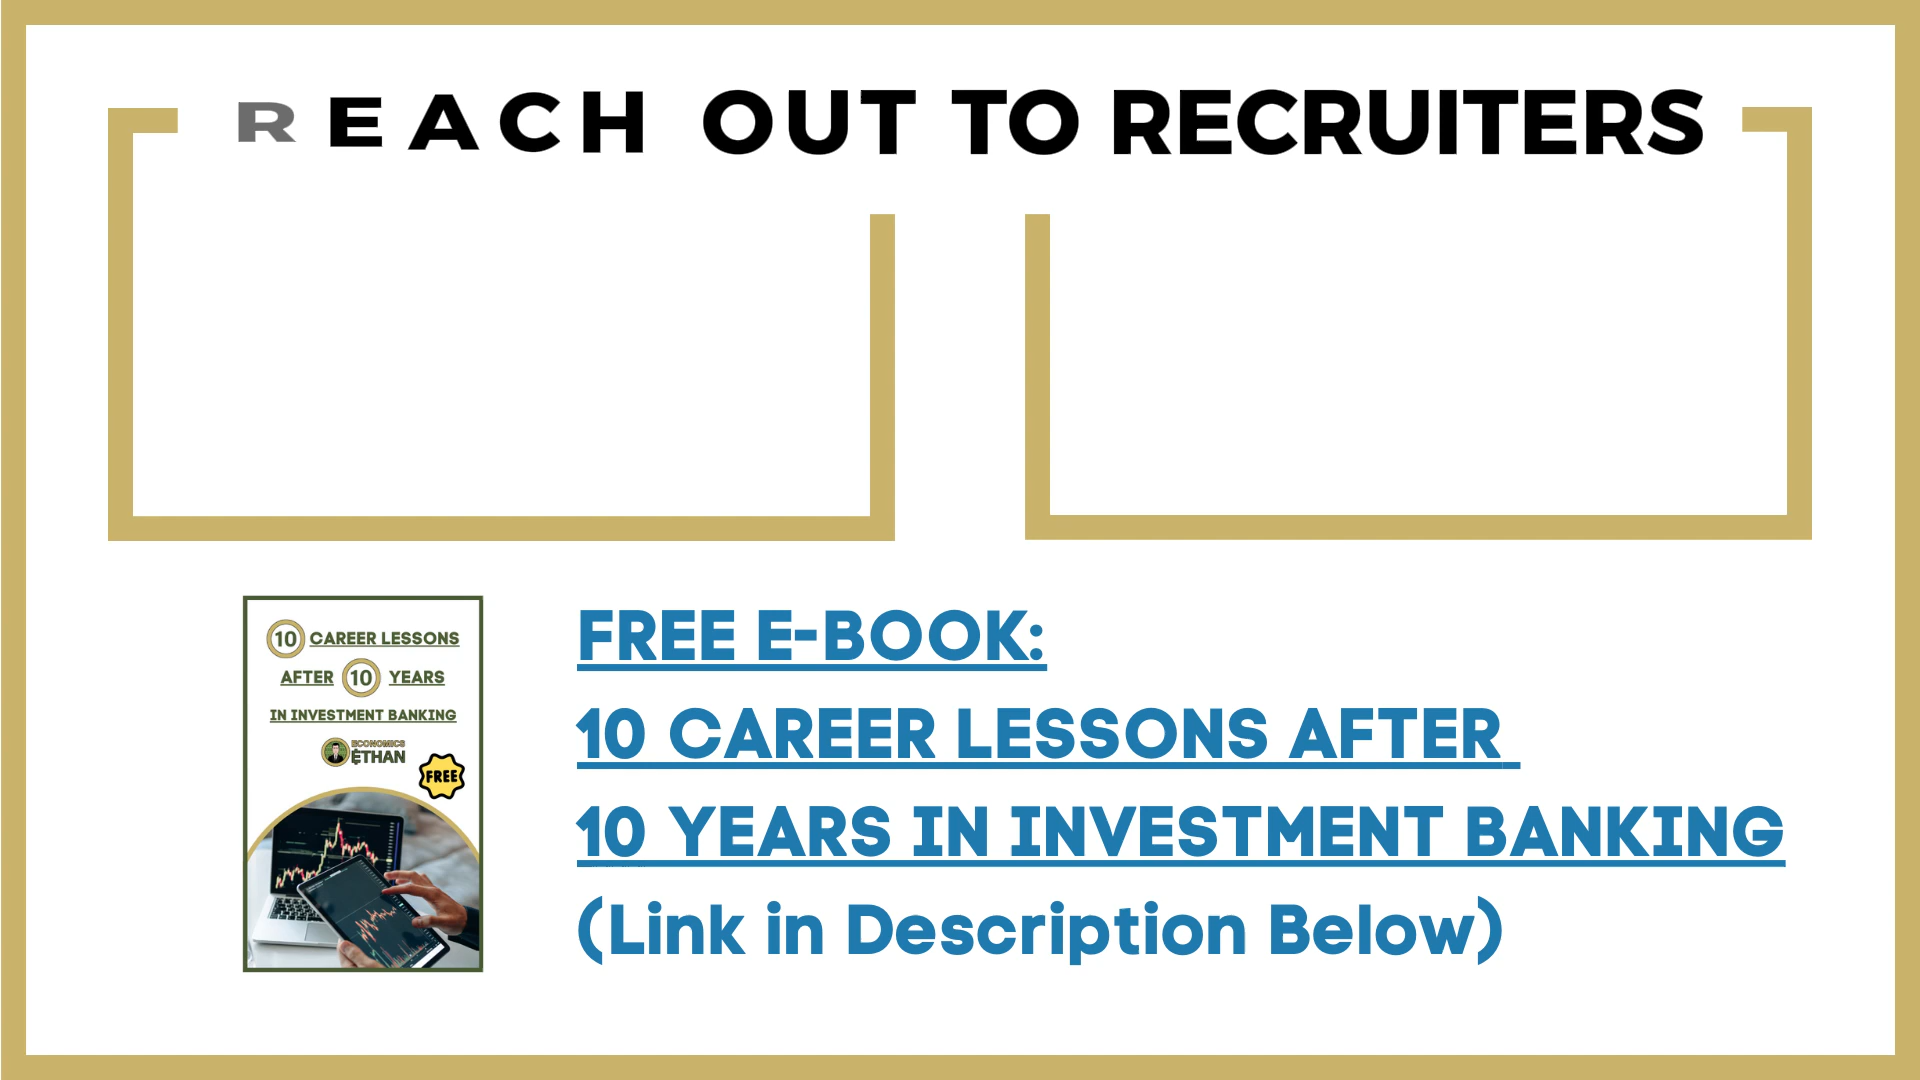 REACH OUT TO RECRUITERS
10 CAREER LESSONS
AFTER 10 YEARS
IN INVESTMENT BANKING
ECONOMICS
ETHAN
FREE
FREE E-BOOK:
10 CAREER LESSONS AFTER
10 YEARS IN INVESTMENT BANKING
(Link in Description Below)